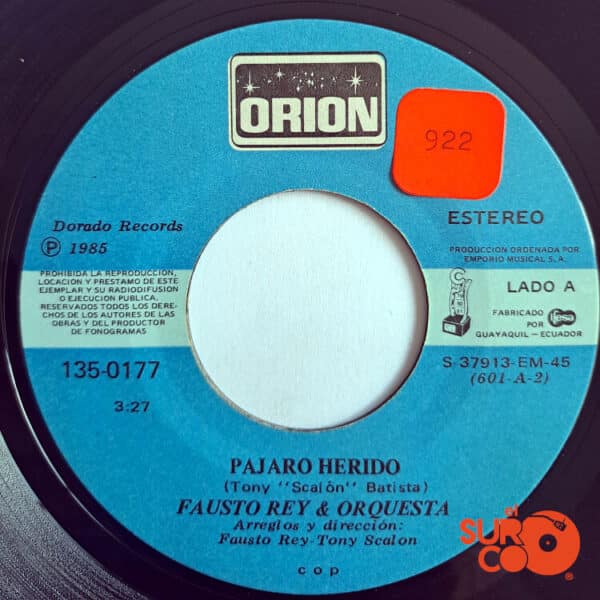 ORION
922
Dorado Records
Ⓟ 1985
ESTEREO
PRODUCCION ORDENADA POR
EMPORIO MUSICAL S.A.
PROHIBIDA LA REPRODUCCION,
LOCACION Y PRESTAMO DE ESTE
EJEMPLAR Y SU RADIODIFUSION
O EJECUCION PUBLICA.
RESERVADOS TODOS LOS DERE-
CHOS DE LOS AUTORES DE LAS
OBRAS Y DEL PRODUCTOR
DE FONOGRAMAS
LADO A
FABRICADO
POR
GUAYAQUIL – ECUADOR
135-0177
S-37913-EM-45
(601-A-2)
3:27
PAJARO HERIDO
(Tony "Scalón" Batista)
FAUSTO REY & ORQUESTA
Arreglos y dirección:
Fausto Rey-Tony Scalon
cop
el
SUR
CO
®